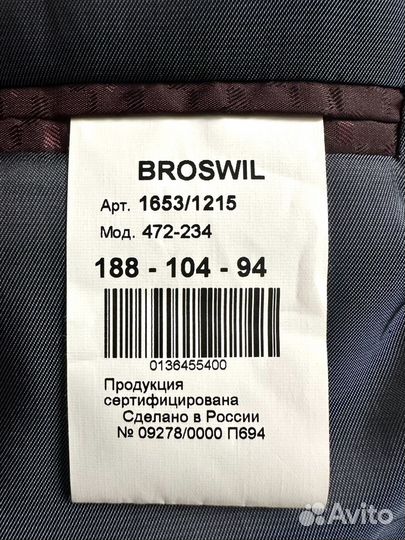 BROSWIL
Арт. 1653/1215
Мод. 472-234
188 - 104 - 94
0136455400
Продукция
сертифицирована
Сделано в России
№ 09278/0000 П694
Avito